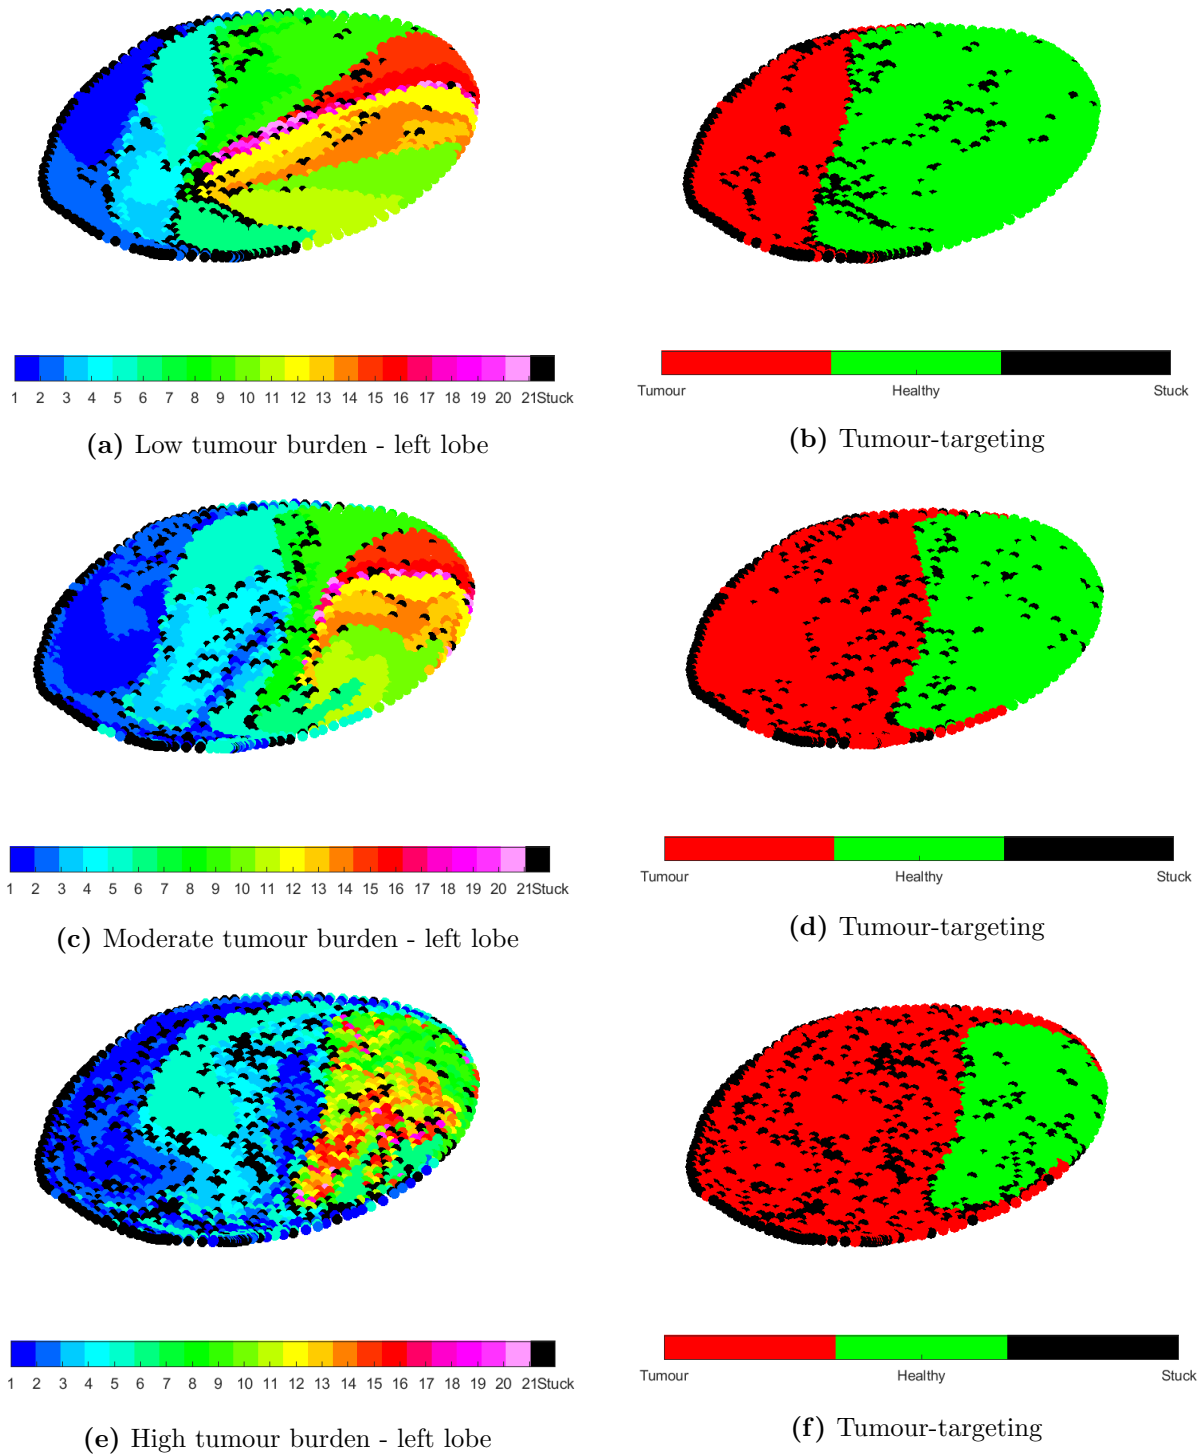 1 2 3 4 5 6 7 8 9 10 11 12 13 14 15 16 17 18 19 20 21Stuck
Tumour Healthy Stuck
(a) Low tumour burden - left lobe
(b) Tumour-targeting
1 2 3 4 5 6 7 8 9 10 11 12 13 14 15 16 17 18 19 20 21Stuck
Tumour Healthy Stuck
(c) Moderate tumour burden - left lobe
(d) Tumour-targeting
1 2 3 4 5 6 7 8 9 10 11 12 13 14 15 16 17 18 19 20 21Stuck
Tumour Healthy Stuck
(e) High tumour burden - left lobe
(f) Tumour-targeting